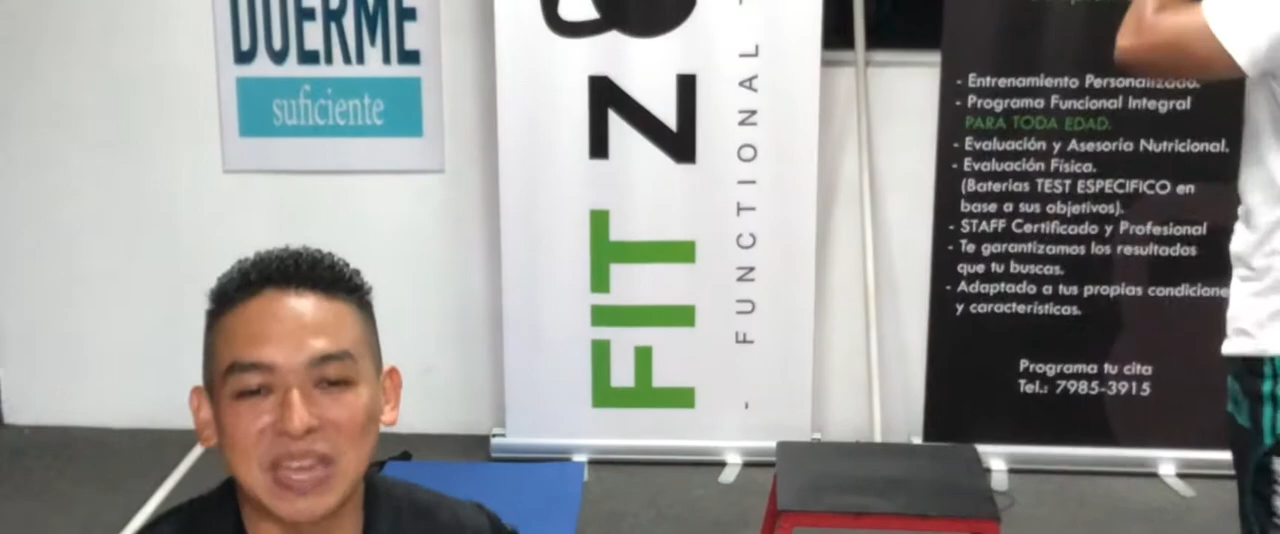 DUERME
suficiente
FIT Z
- FUNCTIONAL
- Entrenamiento Personalizado.
- Programa Funcional Integral
PARA TODA EDAD.
- Evaluación y Asesoría Nutricional.
- Evaluación Física.
(Baterias TEST ESPECIFICO en
base a sus objetivos).
- STAFF Certificado y Profesional
- Te garantizamos los resultados
que tu buscas.
- Adaptado a tus propias condicione
y características.
Programa tu cita
Tel.: 7985-3915